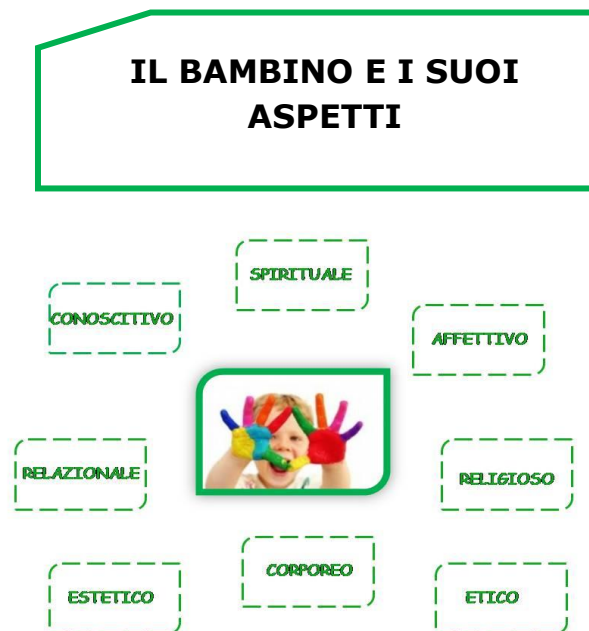 IL BAMBINO E I SUOI
ASPETTI
SPIRITUALE
CONOSCITIVO
AFFETTIVO
RELAZIONALE
RELIGIOSO
CORPOREO
ESTETICO
ETICO